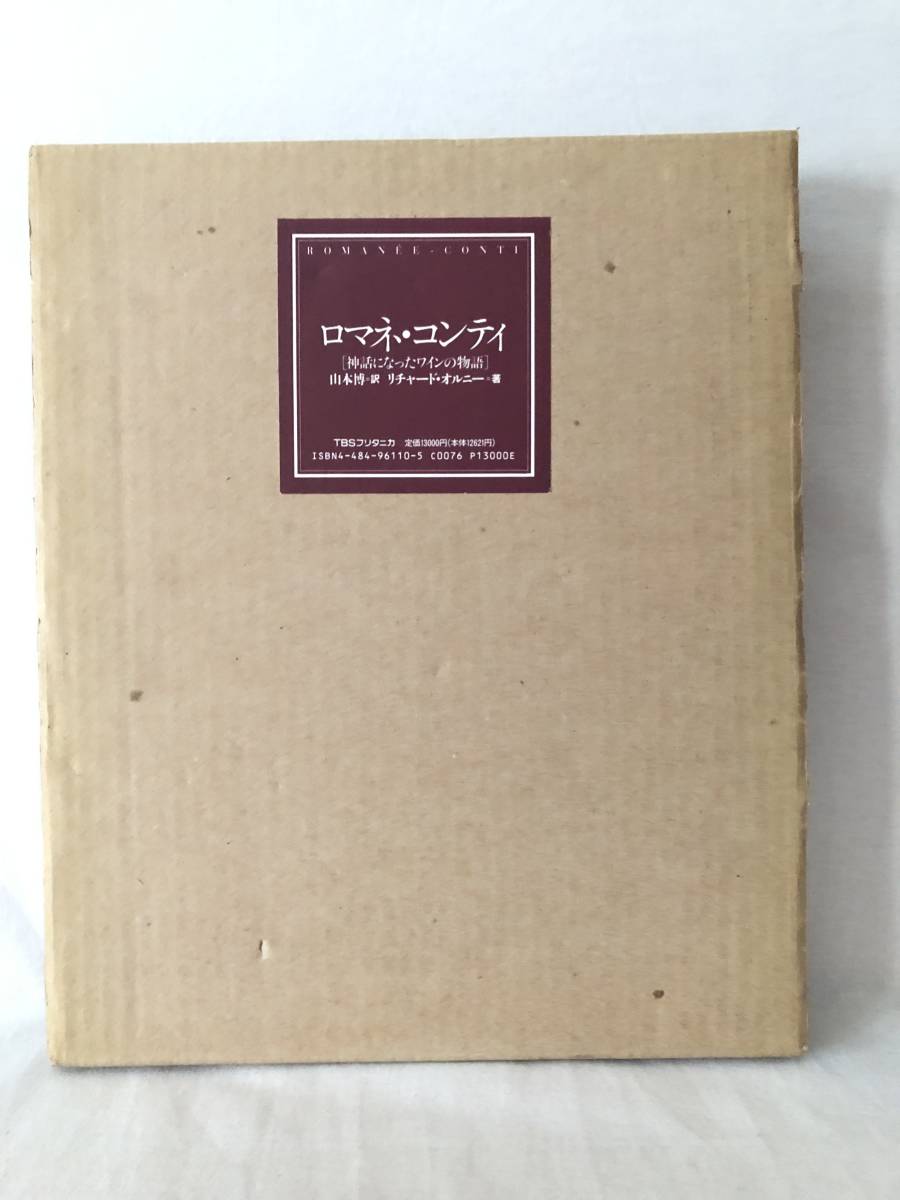 ROMANÉE-CONTI
ロマネ・コンティ
[神話になったワインの物語]
山本博=訳 リチャード・オルニー=著
TBSブリタニカ 定価13000円(本体12621円)
ISBN4-484-96110-5 C0076 P13000E